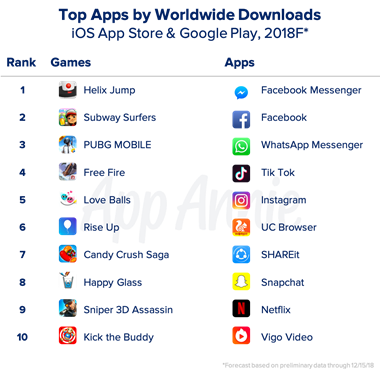 Top Apps by Worldwide Downloads
iOS App Store & Google Play, 2018F*
Rank Games Apps
1 Helix Jump Facebook Messenger
2 Subway Surfers Facebook
3 PUBG MOBILE WhatsApp Messenger
4 Free Fire Tik Tok
5 Love Balls Instagram
6 Rise Up UC Browser
7 Candy Crush Saga SHAREit
8 Happy Glass Snapchat
9 Sniper 3D Assassin Netflix
10 Kick the Buddy Vigo Video
App Annie
*Forecast based on preliminary data through 12/15/18